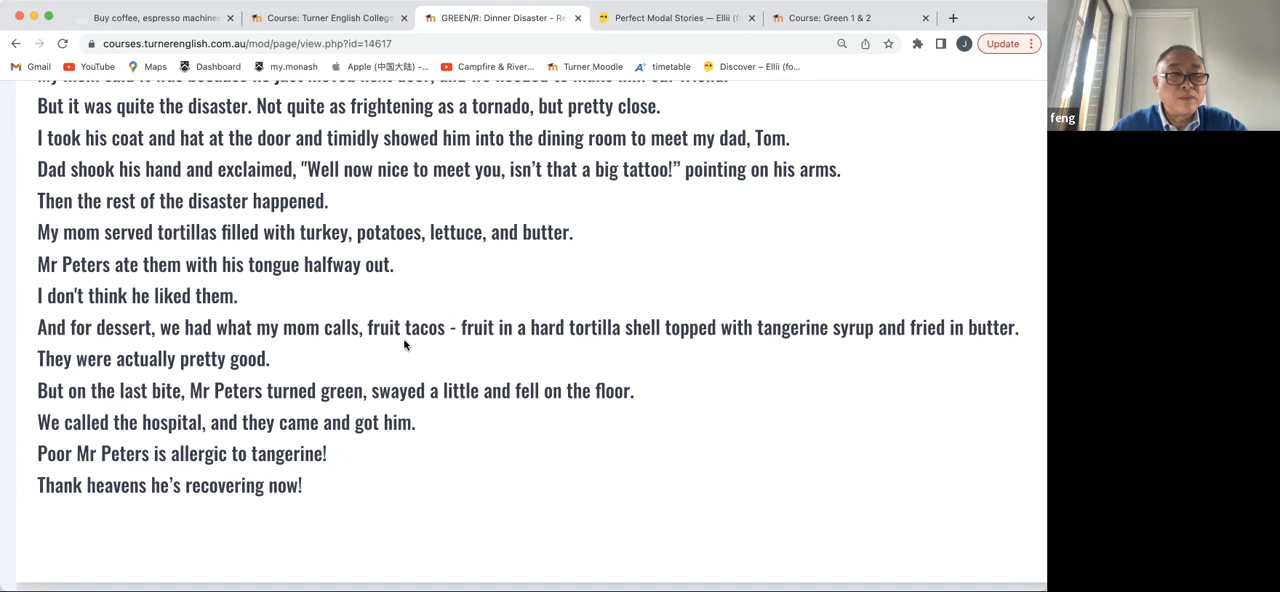 Buy coffee, espresso machine
Course: Turner English College
GREEN/R: Dinner Disaster - Re
Perfect Modal Stories — Ellii (f
Course: Green 1 & 2
courses.turnerenglish.com.au/mod/page/view.php?id=14617
J
Update
Gmail
YouTube
Maps
Dashboard
my.monash
Apple (中国大陆) -...
Campfire & River...
Turner Moodle
timetable
Discover – Ellii (fo...
But it was quite the disaster. Not quite as frightening as a tornado, but pretty close.
I took his coat and hat at the door and timidly showed him into the dining room to meet my dad, Tom.
Dad shook his hand and exclaimed, "Well now nice to meet you, isn’t that a big tattoo!” pointing on his arms.
Then the rest of the disaster happened.
My mom served tortillas filled with turkey, potatoes, lettuce, and butter.
Mr Peters ate them with his tongue halfway out.
I don't think he liked them.
And for dessert, we had what my mom calls, fruit tacos - fruit in a hard tortilla shell topped with tangerine syrup and fried in butter.
They were actually pretty good.
But on the last bite, Mr Peters turned green, swayed a little and fell on the floor.
We called the hospital, and they came and got him.
Poor Mr Peters is allergic to tangerine!
Thank heavens he’s recovering now!
feng